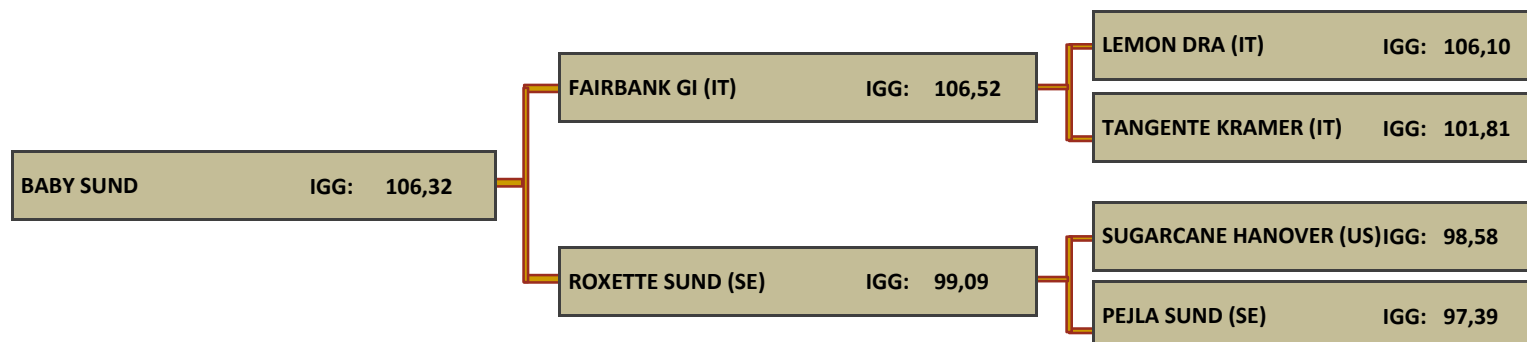 LEMON DRA (IT) IGG: 106,10
FAIRBANK GI (IT) IGG: 106,52
TANGENTE KRAMER (IT) IGG: 101,81
BABY SUND IGG: 106,32
SUGARCANE HANOVER (US) IGG: 98,58
ROXETTE SUND (SE) IGG: 99,09
PEJLA SUND (SE) IGG: 97,39